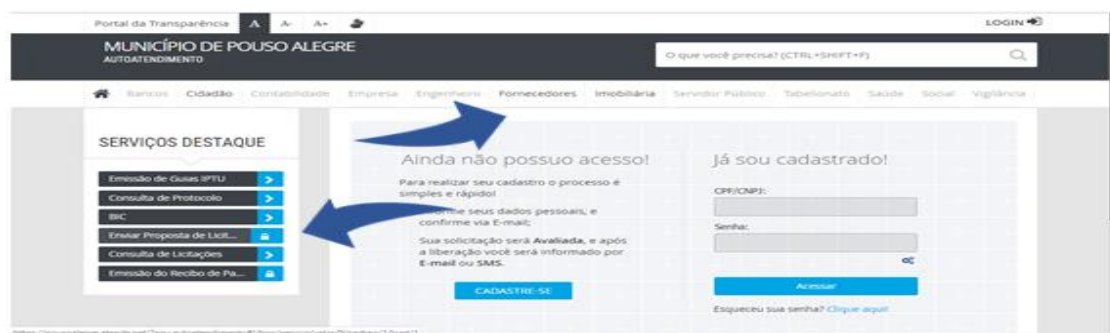 Portal da Transparência A A- A+
LOGIN
MUNICÍPIO DE POUSO ALEGRE
AUTOATENDIMENTO
O que você precisa? (CTRL+SHIFT+F)
Bancos Cidadão Contabilidade Empresa Engenheiro Fornecedores Imobiliária Servidor Público Tabelionato Saúde Social Vigilância
SERVIÇOS DESTAQUE
Emissão de Guias IPTU
Consulta de Protocolo
BIC
Enviar Proposta de Licit...
Consulta de Licitações
Emissão do Recibo de Pa...
Ainda não possuo acesso!
Para realizar seu cadastro o processo é
simples e rápido!
seus dados pessoais, e
confirme via E-mail;
Sua solicitação será Avaliada, e após
a liberação você será informado por
E-mail ou SMS.
CADASTRE-SE
Já sou cadastrado!
CPF/CNPJ:
Senha:
Acessar
Esqueceu sua senha? Clique aqui!